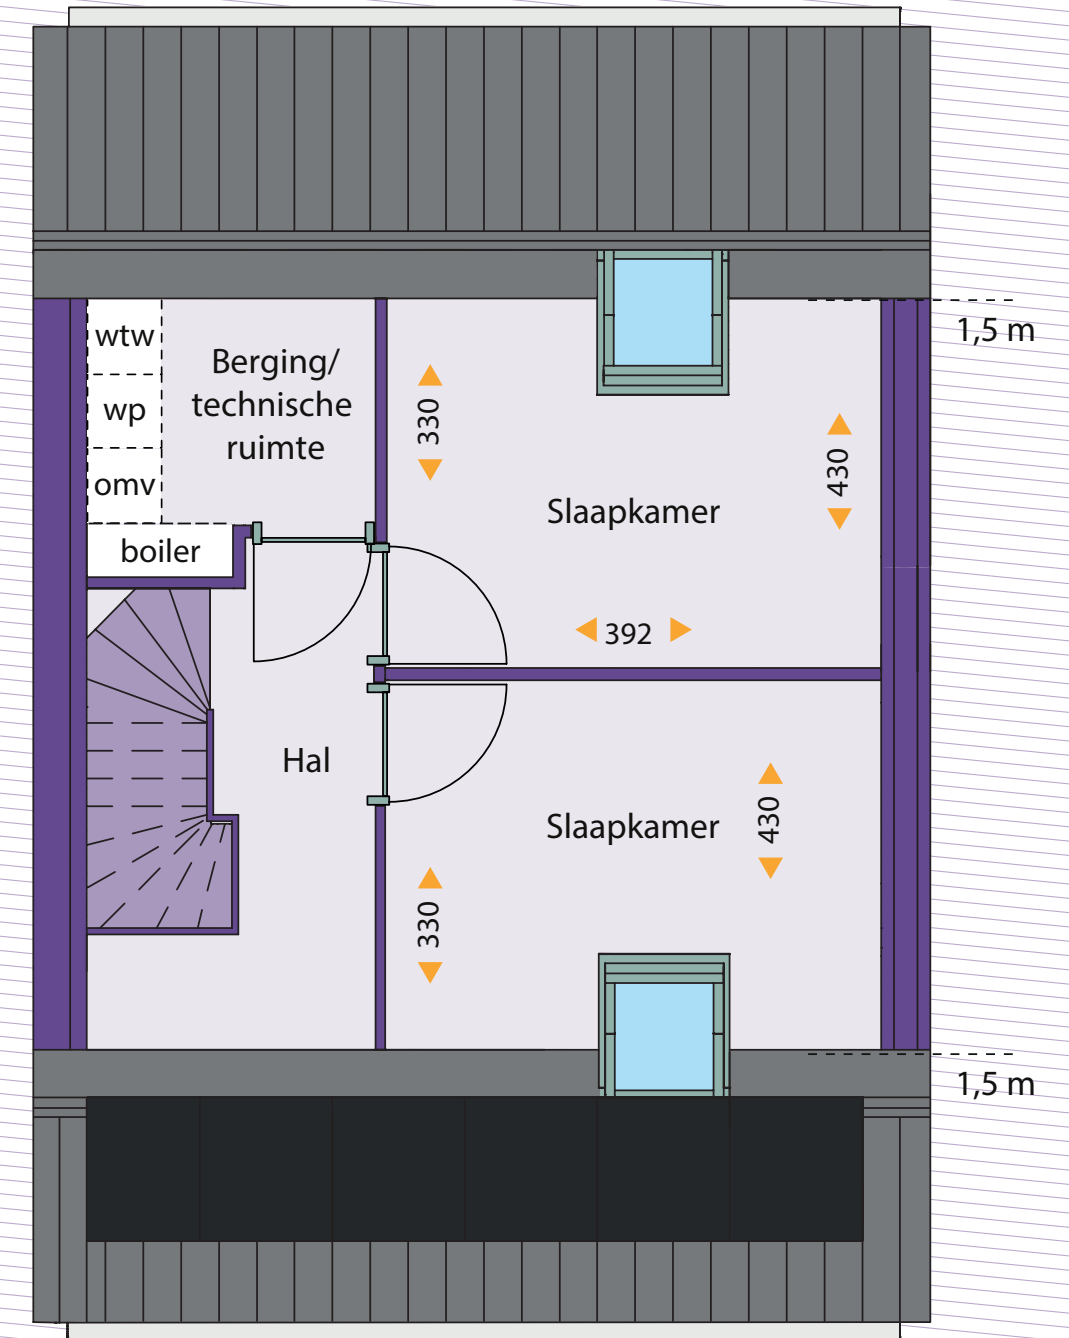 wtw
Berging/
technische
ruimte
wp
omv
boiler
330
Slaapkamer
430
392
1,5 m
Hal
Slaapkamer
430
330
1,5 m